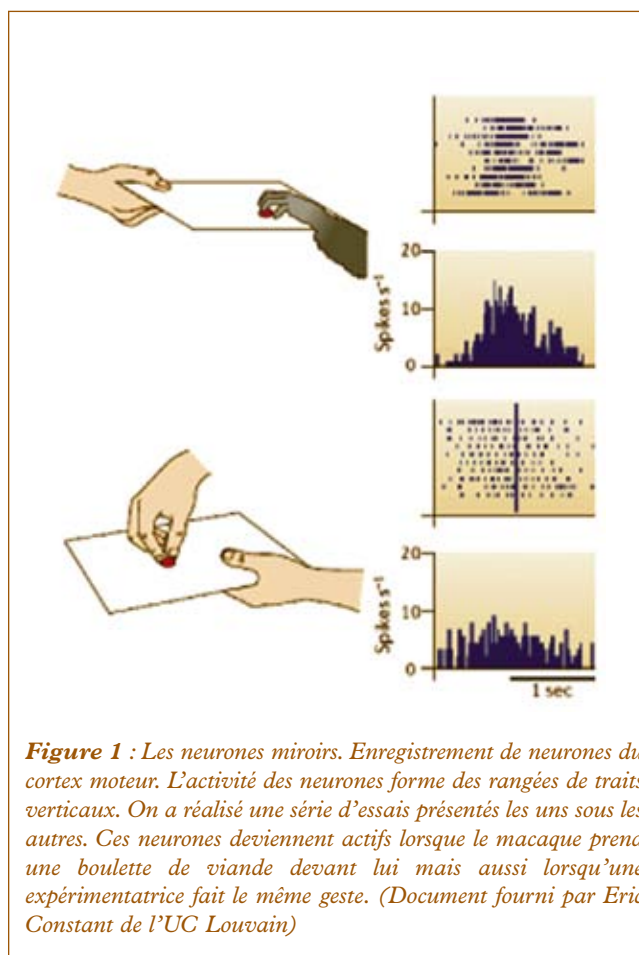 20
10
0
Spikes s⁻¹
20
10
0
Spikes s⁻¹
1 sec
Figure 1 : Les neurones miroirs. Enregistrement de neurones du
cortex moteur. L'activité des neurones forme des rangées de traits
verticaux. On a réalisé une série d'essais présentés les uns sous les
autres. Ces neurones deviennent actifs lorsque le macaque prend
une boulette de viande devant lui mais aussi lorsqu'une
expérimentatrice fait le même geste. (Document fourni par Eric
Constant de l'UC Louvain)